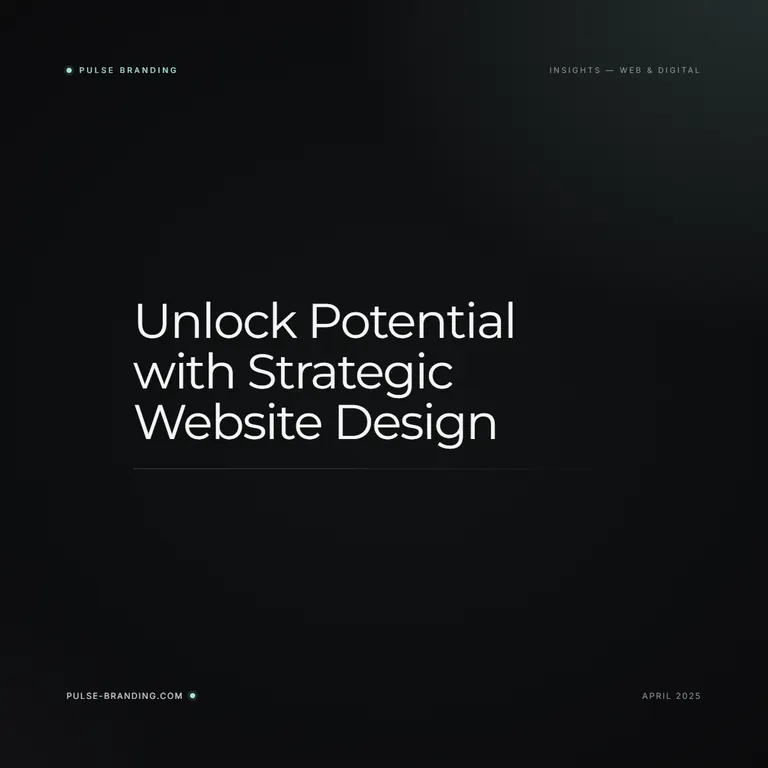 PULSE BRANDING
INSIGHTS — WEB & DIGITAL
Unlock Potential
with Strategic
Website Design
PULSE-BRANDING.COM
APRIL 2025